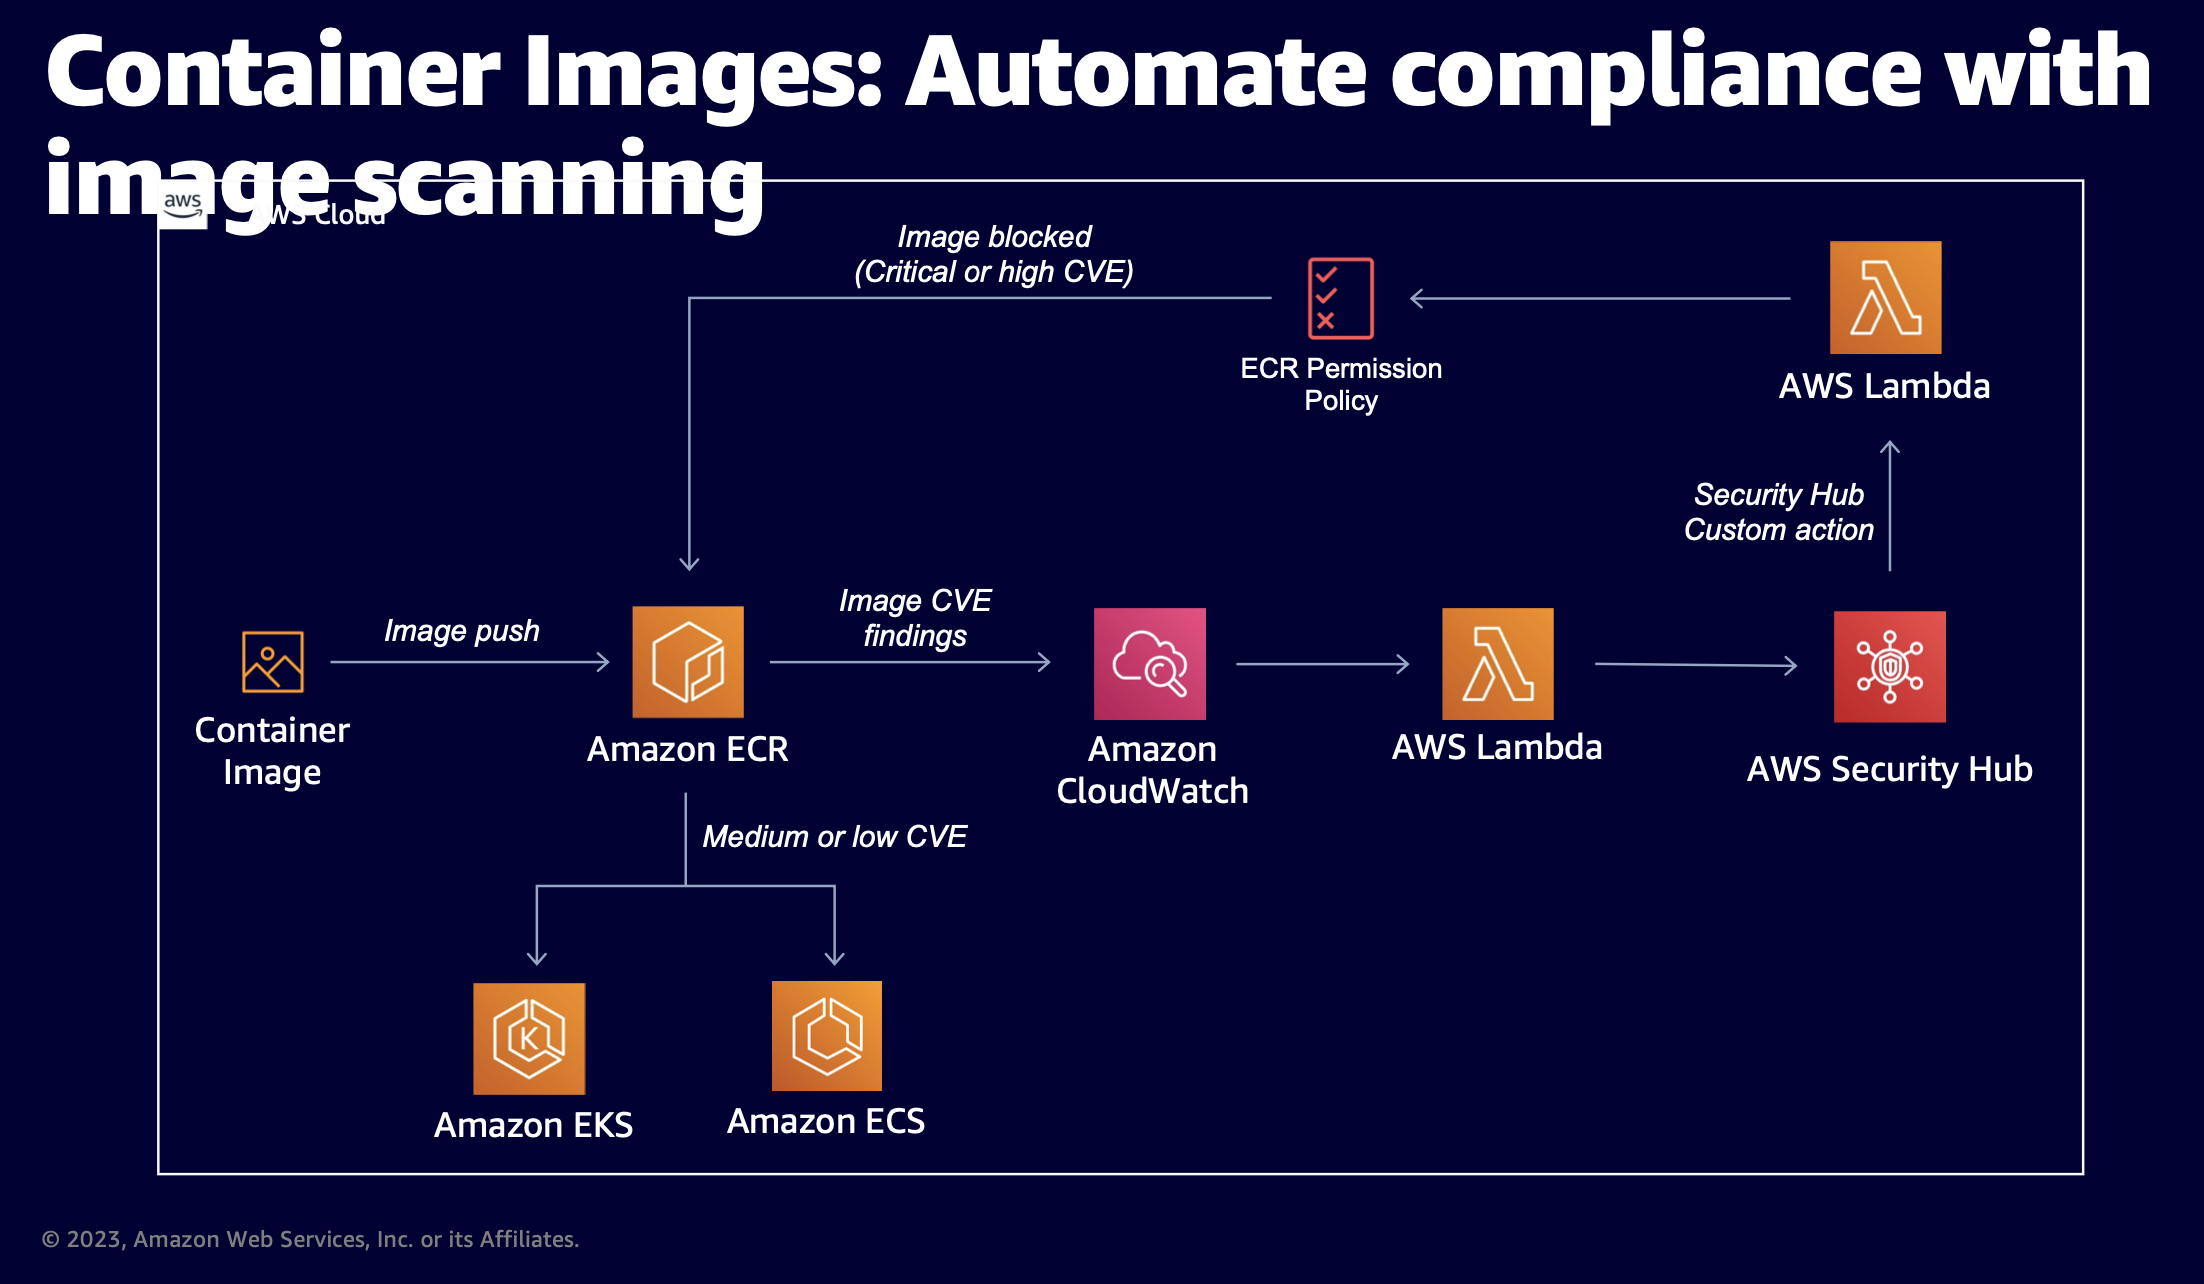 Container Images: Automate compliance with
image scanning
aws
AWS Cloud
Image blocked
(Critical or high CVE)
ECR Permission
Policy
AWS Lambda
Security Hub
Custom action
Image push
Image CVE
findings
Container
Image
Amazon ECR
Amazon
CloudWatch
AWS Lambda
AWS Security Hub
Medium or low CVE
K
Amazon EKS
Amazon ECS
© 2023, Amazon Web Services, Inc. or its Affiliates.